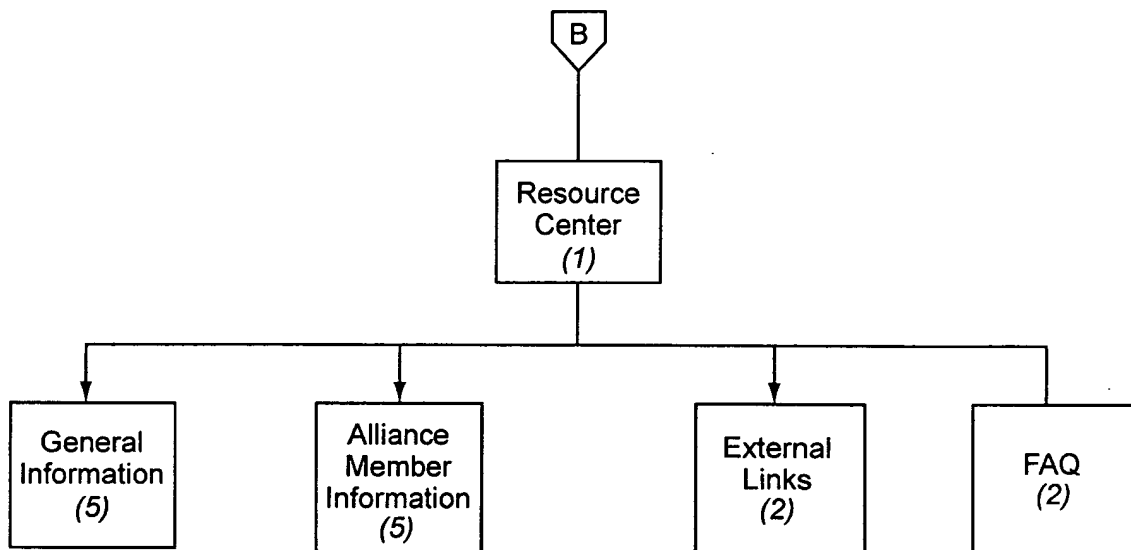 B
Resource
Center
(1)
General
Information
(5)
Alliance
Member
Information
(5)
External
Links
(2)
FAQ
(2)